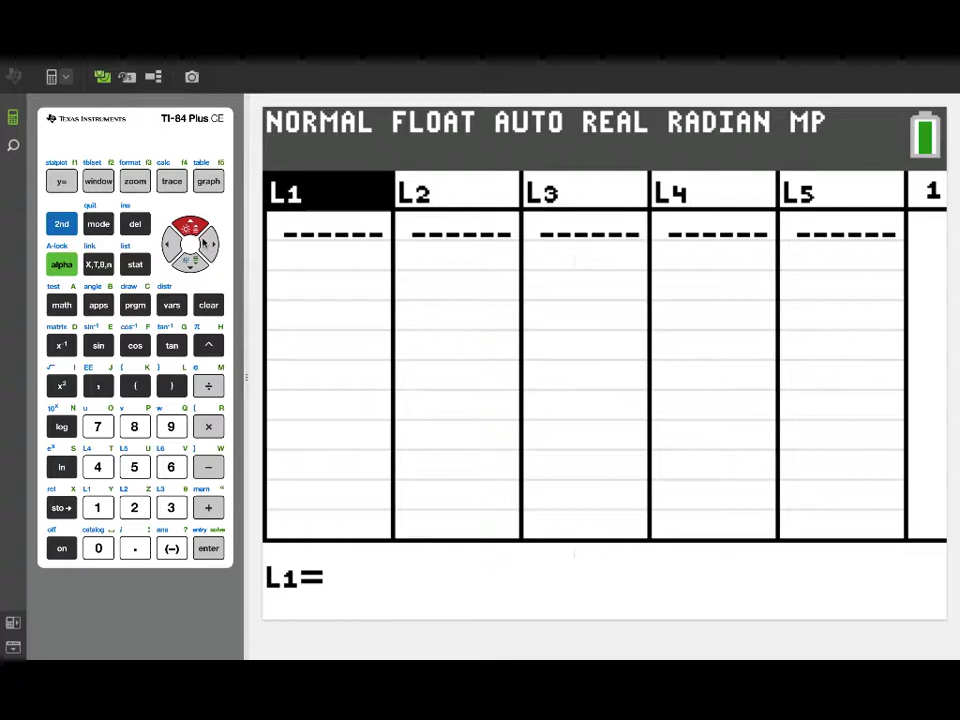 TEXAS INSTRUMENTS TI-84 Plus CE
statplot f1 tblset f2 format f3 calc f4 table f5
y= window zoom trace graph
quit ins
2nd mode del
A-lock link list
alpha X,T,θ,n stat
test A angle B draw C distr
math apps prgm vars clear
matrix D sin⁻¹ E cos⁻¹ F tan⁻¹ G π H
x⁻¹ sin cos tan ^
√ I EE J { K } L e M
x² , ( ) ÷
10ˣ N u O v P w Q [ R
log 7 8 9 ×
eˣ S L4 T L5 U L6 V ] W
ln 4 5 6 −
rcl X L1 Y L2 Z L3 θ mem "
sto→ 1 2 3 +
off catalog ⎵ i : ans ? entry solve
on 0 . (−) enter
NORMAL FLOAT AUTO REAL RADIAN MP
L1 L2 L3 L4 L5 1
------ ------ ------ ------ ------
L1=